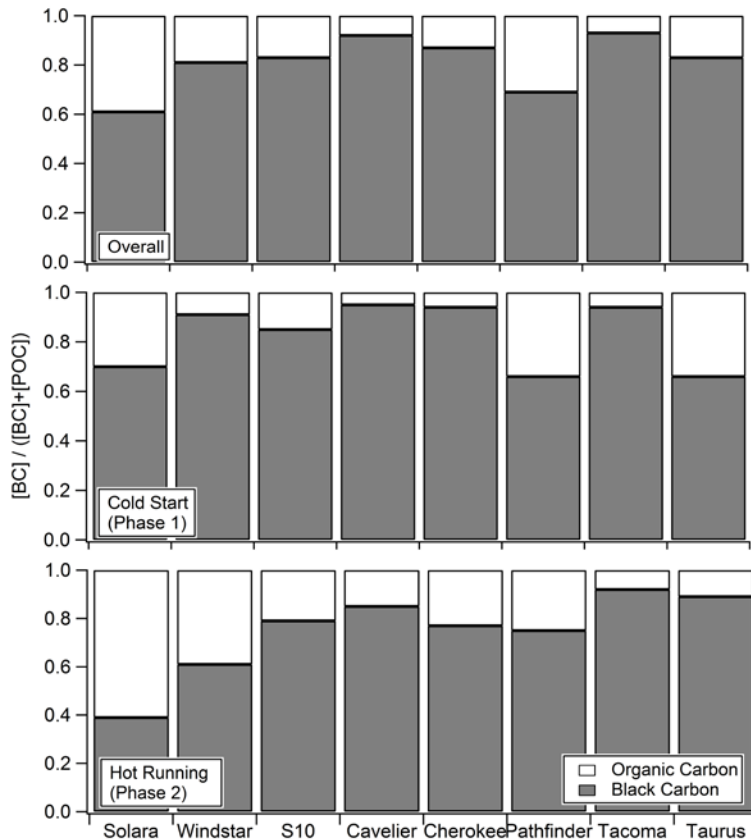 1.0
0.8
0.6
0.4
0.2
0.0
Overall
1.0
0.8
0.6
0.4
0.2
0.0
Cold Start
(Phase 1)
[BC] / ([BC]+[POC])
1.0
0.8
0.6
0.4
0.2
0.0
Hot Running
(Phase 2)
Organic Carbon
Black Carbon
Solara Windstar S10 Cavelier Cherokee Pathfinder Tacoma Taurus